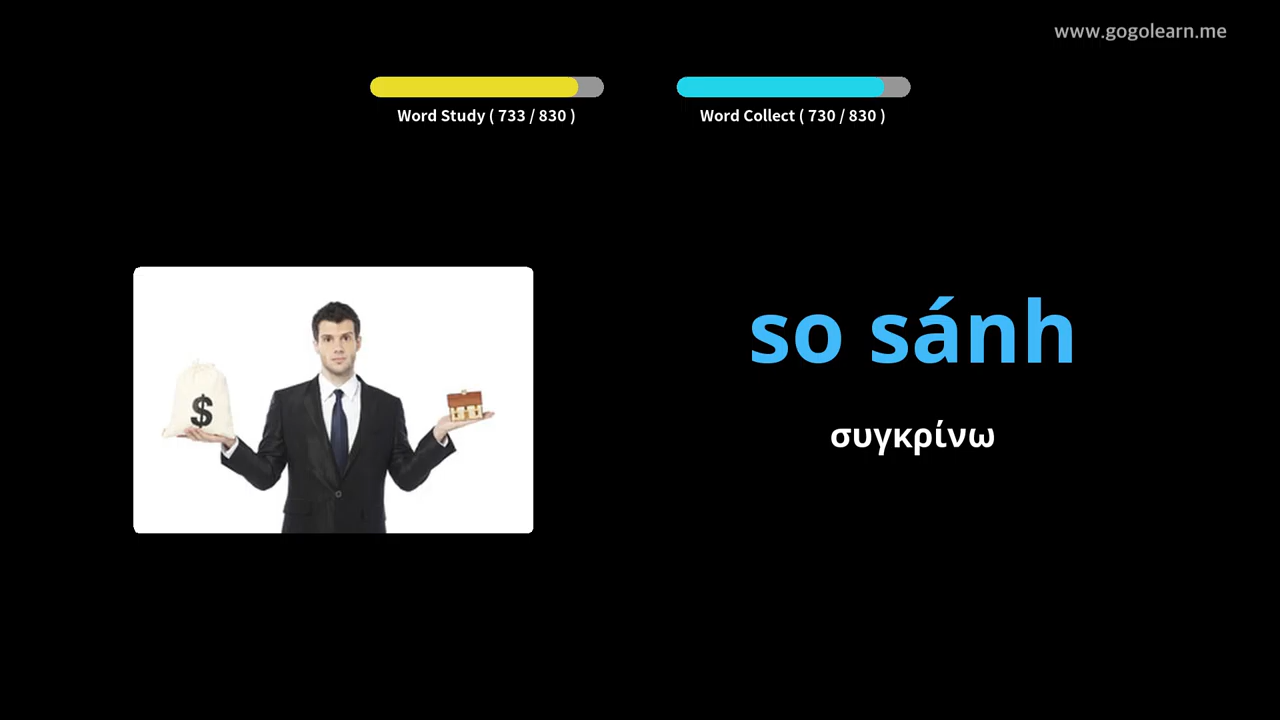 www.gogolearn.me
Word Study ( 733 / 830 )
Word Collect ( 730 / 830 )
$
so sánh
συγκρίνω